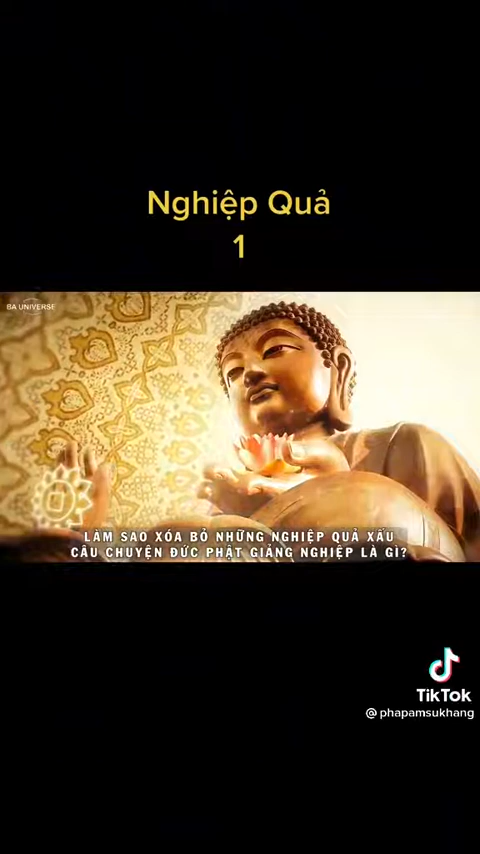 Nghiệp Quả
1
BA UNIVERSE
LÀM SAO XÓA BỎ NHỮNG NGHIỆP QUẢ XẤU
CÂU CHUYỆN ĐỨC PHẬT GIẢNG NGHIỆP LÀ GÌ?
TikTok
@phapamsukhang